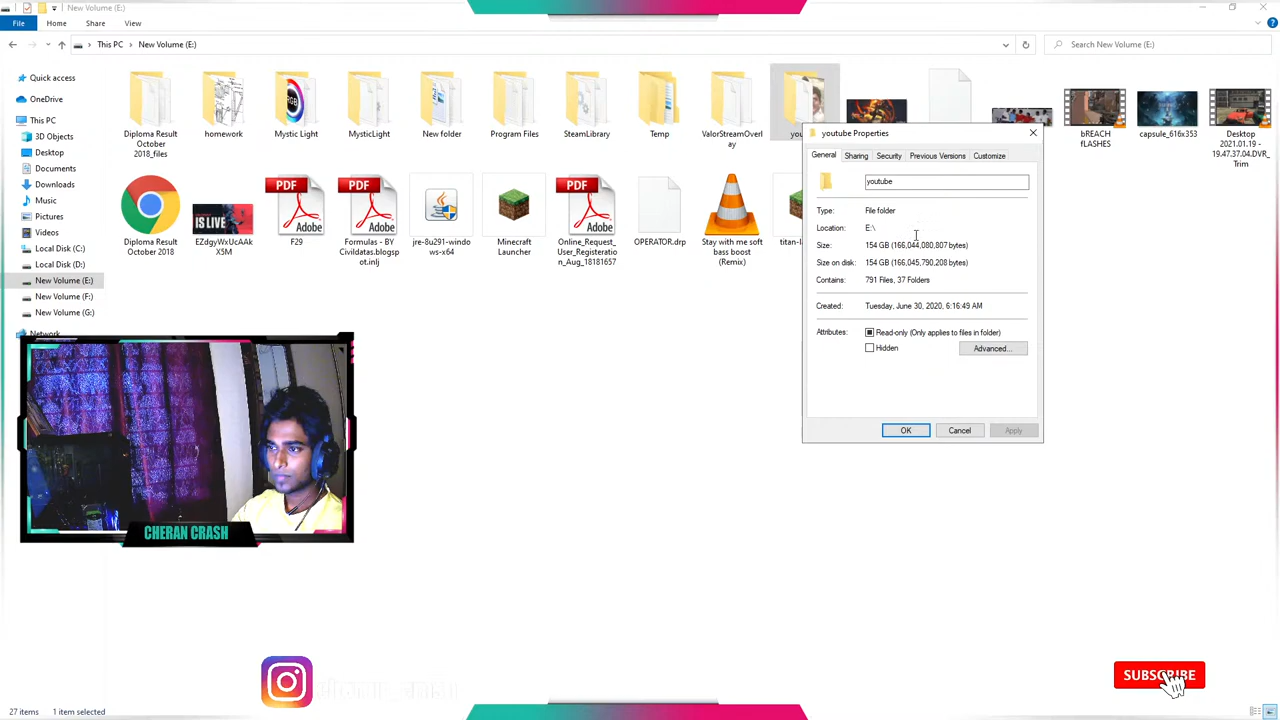 New Volume (E:)
File
Home
Share
View
This PC
New Volume (E:)
Search New Volume (E:)
Quick access
OneDrive
This PC
3D Objects
Desktop
Documents
Downloads
Music
Pictures
Videos
Local Disk (C:)
Local Disk (D:)
New Volume (E:)
New Volume (F:)
New Volume (G:)
Network
Diploma Result
October
2018_files
homework
RGB
Mystic Light
MysticLight
New folder
Program Files
SteamLibrary
Temp
ValorStreamOverl
ay
you
bREACH
fLASHES
capsule_616x353
Desktop
2021.01.19 -
19.47.37.04.DVR_
Trim
Diploma Result
October 2018
IS LIVE
EZdgyWxUcAAk
X5M
PDF
Adobe
F29
PDF
Adobe
Formulas - BY
Civildatas.blogsp
ot.inlj
jre-8u291-windo
ws-x64
Minecraft
Launcher
PDF
Adobe
Online_Request_
User_Registeratio
n_Aug_18181657
OPERATOR.drp
Stay with me soft
bass boost
(Remix)
titan-l
youtube Properties
General
Sharing
Security
Previous Versions
Customize
youtube
Type:
File folder
Location:
E:\
Size:
154 GB (166,044,080,807 bytes)
Size on disk:
154 GB (166,045,790,208 bytes)
Contains:
791 Files, 37 Folders
Created:
Tuesday, June 30, 2020, 6:16:49 AM
Attributes:
Read-only (Only applies to files in folder)
Hidden
Advanced...
OK
Cancel
Apply
CHERAN CRASH
SUBSCRIBE
27 items
1 item selected